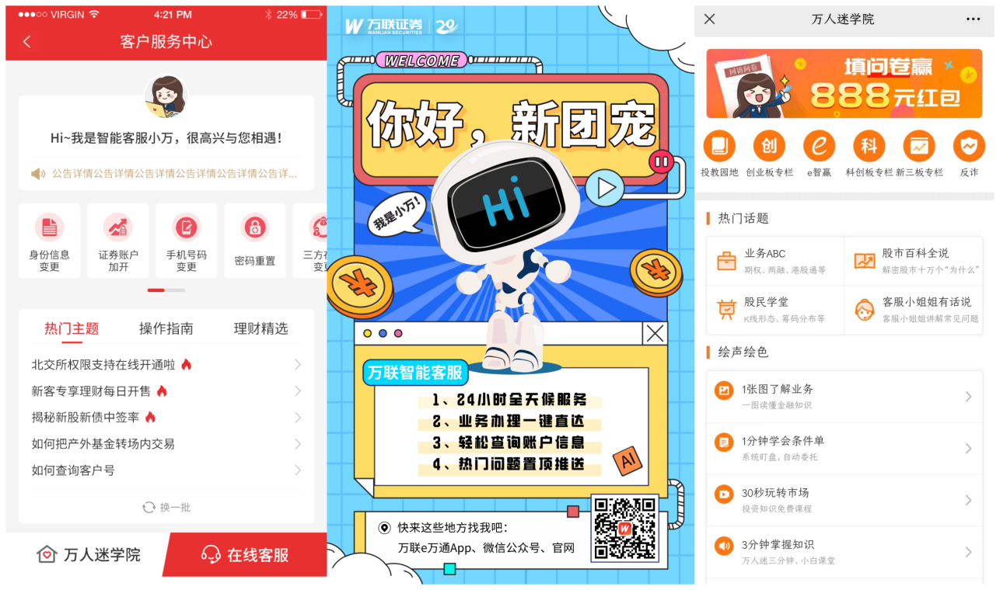 VIRGIN
4:21 PM
22%
客户服务中心
Hi~我是智能客服小万，很高兴与您相遇！
公告详情公告详情公告详情公告详情公告详情公告详...
身份信息
变更
证券账户
加开
手机号码
变更
密码重置
三方存
变更
热门主题
操作指南
理财精选
北交所权限支持在线开通啦
新客专享理财每日开售
揭秘新股新债中签率
如何把产外基金转场内交易
如何查询客户号
换一批
万人迷学院
在线客服
万联证券
WANLIAN SECURITIES
20
WELCOME
你好，新团宠
Hi
我是小万！
万联智能客服
1、24小时全天候服务
2、业务办理一键直达
3、轻松查询账户信息
4、热门问题置顶推送
AI
快来这些地方找我吧：
万联e万通App、微信公众号、官网
万人迷学院
回访问卷
填问卷赢
888元红包
创
e
科
投教园地
创业板专栏
e智赢
科创板专栏
新三板专栏
反诈
热门话题
业务ABC
期权、两融、港股通等
股市百科全说
解密股市十万个“为什么”
股民学堂
K线形态、筹码分布等
客服小姐姐有话说
客服小姐姐讲解常见问题
绘声绘色
1张图了解业务
一图读懂金融知识
1分钟学会条件单
系统盯盘，自动委托
30秒玩转市场
投资知识免费课程
3分钟掌握知识
万人迷三分钟、小白课堂